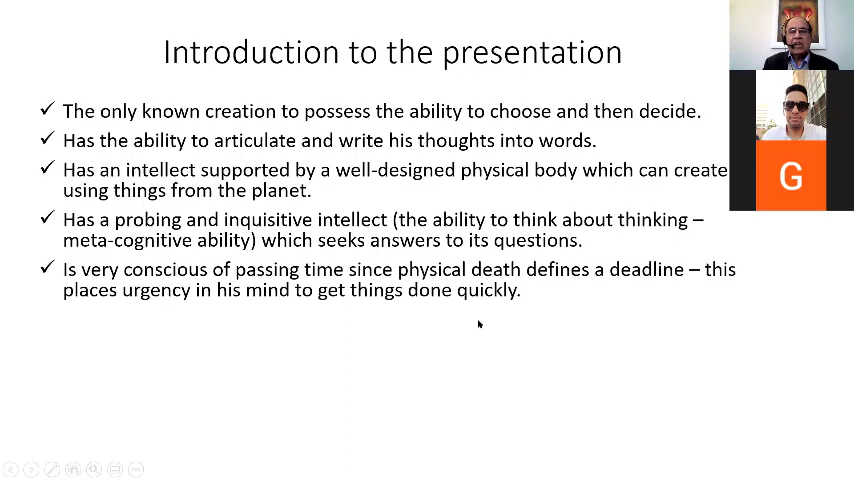 Introduction to the presentation
✓ The only known creation to possess the ability to choose and then decide.
✓ Has the ability to articulate and write his thoughts into words.
✓ Has an intellect supported by a well-designed physical body which can create
using things from the planet.
✓ Has a probing and inquisitive intellect (the ability to think about thinking –
meta-cognitive ability) which seeks answers to its questions.
✓ Is very conscious of passing time since physical death defines a deadline – this
places urgency in his mind to get things done quickly.
G